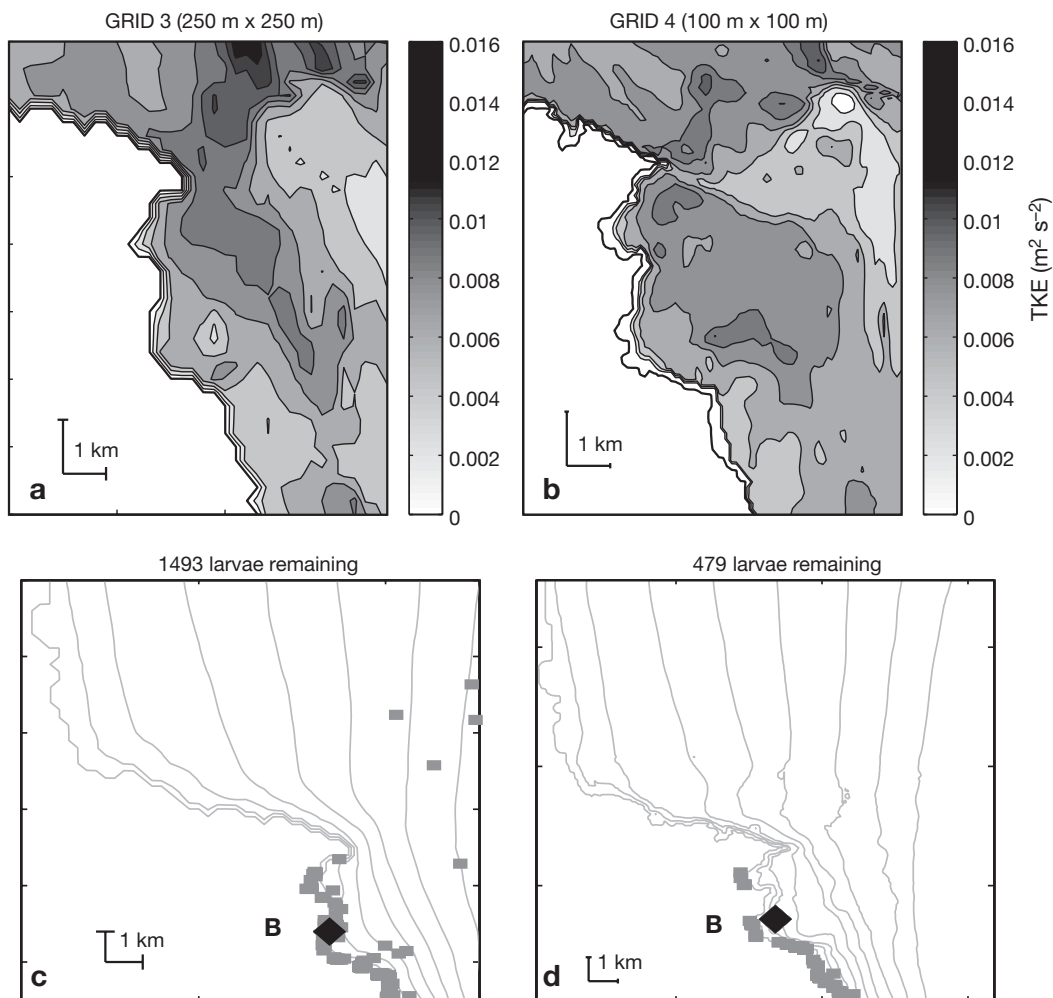 GRID 3 (250 m x 250 m)
GRID 4 (100 m x 100 m)
0.016
0.014
0.012
0.01
0.008
0.006
0.004
0.002
0
1 km
a
0.016
0.014
0.012
0.01
0.008
0.006
0.004
0.002
0
TKE (m² s⁻²)
1 km
b
1493 larvae remaining
479 larvae remaining
B
1 km
c
B
1 km
d